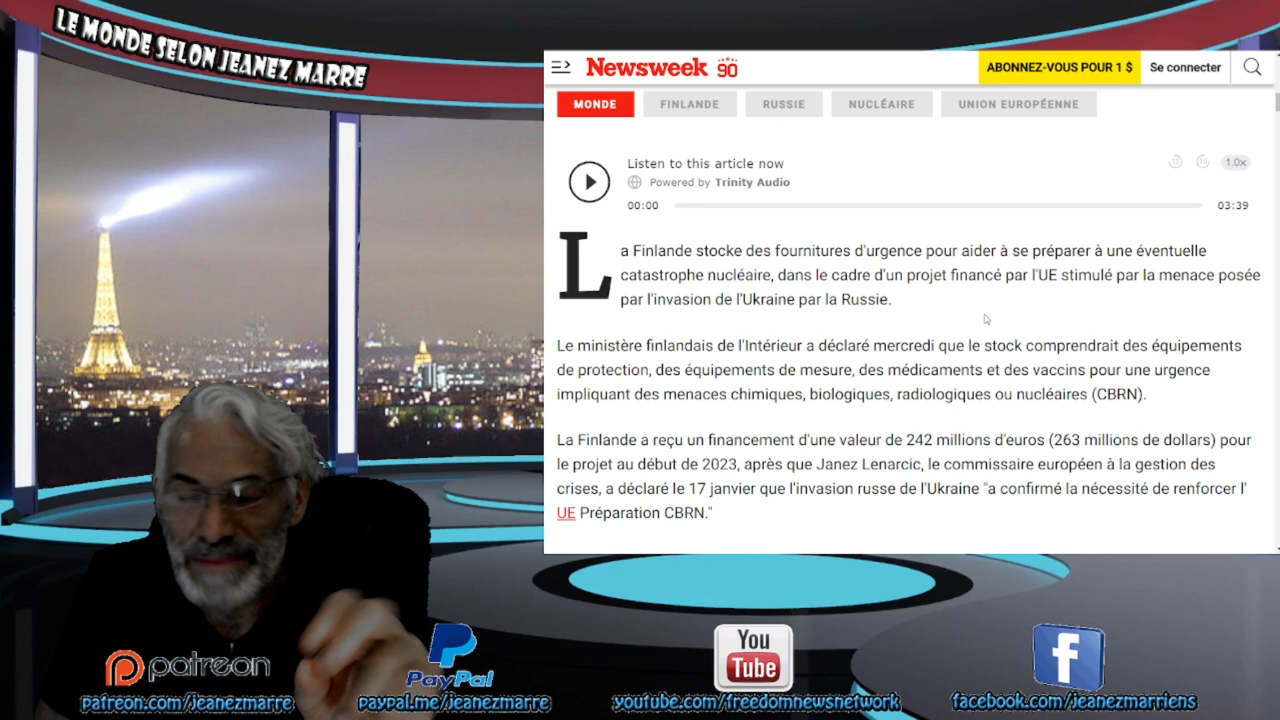 LE MONDE SELON JEANEZ MARRE
Newsweek 90
ABONNEZ-VOUS POUR 1 $
Se connecter
MONDE
FINLANDE
RUSSIE
NUCLÉAIRE
UNION EUROPÉENNE
Listen to this article now
10
10
1.0x
Powered by Trinity Audio
00:00
03:39
La Finlande stocke des fournitures d'urgence pour aider à se préparer à une éventuelle
catastrophe nucléaire, dans le cadre d'un projet financé par l'UE stimulé par la menace posée
par l'invasion de l'Ukraine par la Russie.
Le ministère finlandais de l'Intérieur a déclaré mercredi que le stock comprendrait des équipements
de protection, des équipements de mesure, des médicaments et des vaccins pour une urgence
impliquant des menaces chimiques, biologiques, radiologiques ou nucléaires (CBRN).
La Finlande a reçu un financement d'une valeur de 242 millions d'euros (263 millions de dollars) pour
le projet au début de 2023, après que Janez Lenarcic, le commissaire européen à la gestion des
crises, a déclaré le 17 janvier que l'invasion russe de l'Ukraine "a confirmé la nécessité de renforcer l'
UE Préparation CBRN."
patreon
patreon.com/jeanezmarre
PayPal
paypal.me/jeanezmarre
You
Tube
youtube.com/freedomnewsnetwork
f
facebook.com/jeanezmarriens